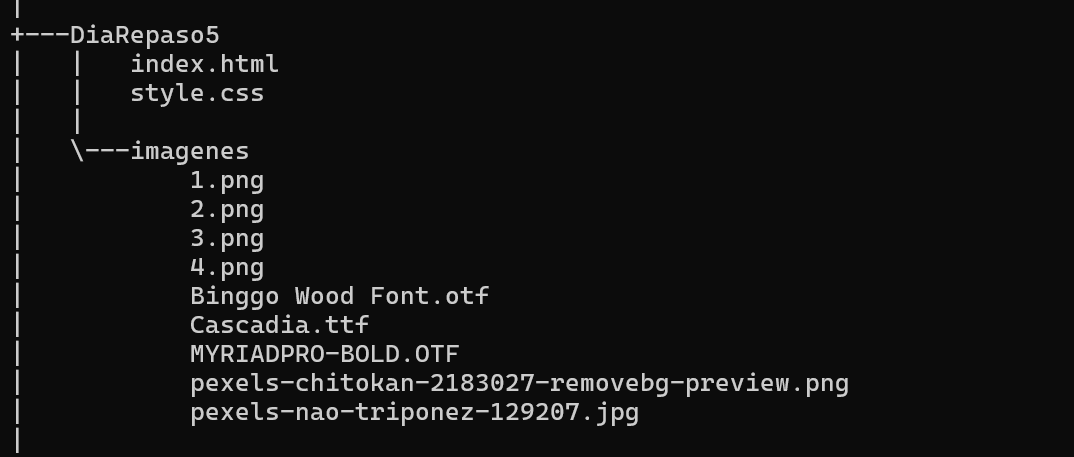 |
+---DiaRepaso5
|   |   index.html
|   |   style.css
|   |
|   \---imagenes
|           1.png
|           2.png
|           3.png
|           4.png
|           Binggo Wood Font.otf
|           Cascadia.ttf
|           MYRIADPRO-BOLD.OTF
|           pexels-chitokan-2183027-removebg-preview.png
|           pexels-nao-triponez-129207.jpg
|